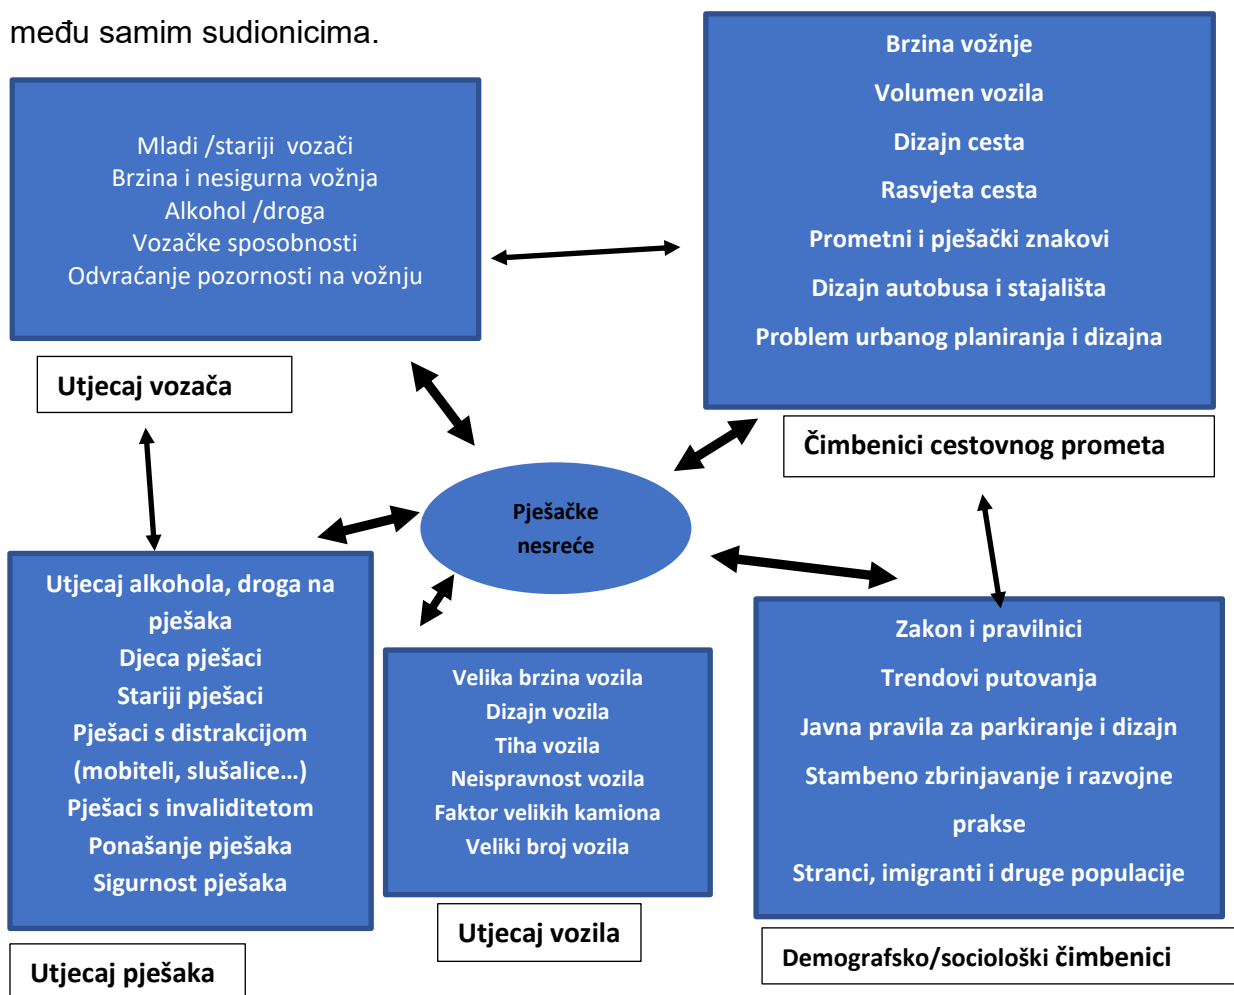 među samim sudionicima.
Mladi /stariji  vozači
Brzina i nesigurna vožnja
Alkohol /droga
Vozačke sposobnosti
Odvraćanje pozornosti na vožnju
Utjecaj vozača
Brzina vožnje
Volumen vozila
Dizajn cesta
Rasvjeta cesta
Prometni i pješački znakovi
Dizajn autobusa i stajališta
Problem urbanog planiranja i dizajna
Čimbenici cestovnog prometa
Pješačke
nesreće
Utjecaj alkohola, droga na
pješaka
Djeca pješaci
Stariji pješaci
Pješaci s distrakcijom
(mobiteli, slušalice…)
Pješaci s invaliditetom
Ponašanje pješaka
Sigurnost pješaka
Utjecaj pješaka
Velika brzina vozila
Dizajn vozila
Tiha vozila
Neispravnost vozila
Faktor velikih kamiona
Veliki broj vozila
Utjecaj vozila
Zakon i pravilnici
Trendovi putovanja
Javna pravila za parkiranje i dizajn
Stambeno zbrinjavanje i razvojne
prakse
Stranci, imigranti i druge populacije
Demografsko/sociološki čimbenici